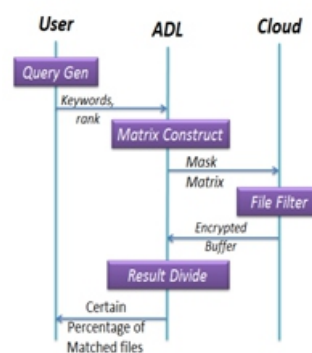 User
ADL
Cloud
Query Gen
Keywords,
rank
Matrix Construct
Mask
Matrix
File Filter
Encrypted
Buffer
Result Divide
Certain
Percentage of
Matched files